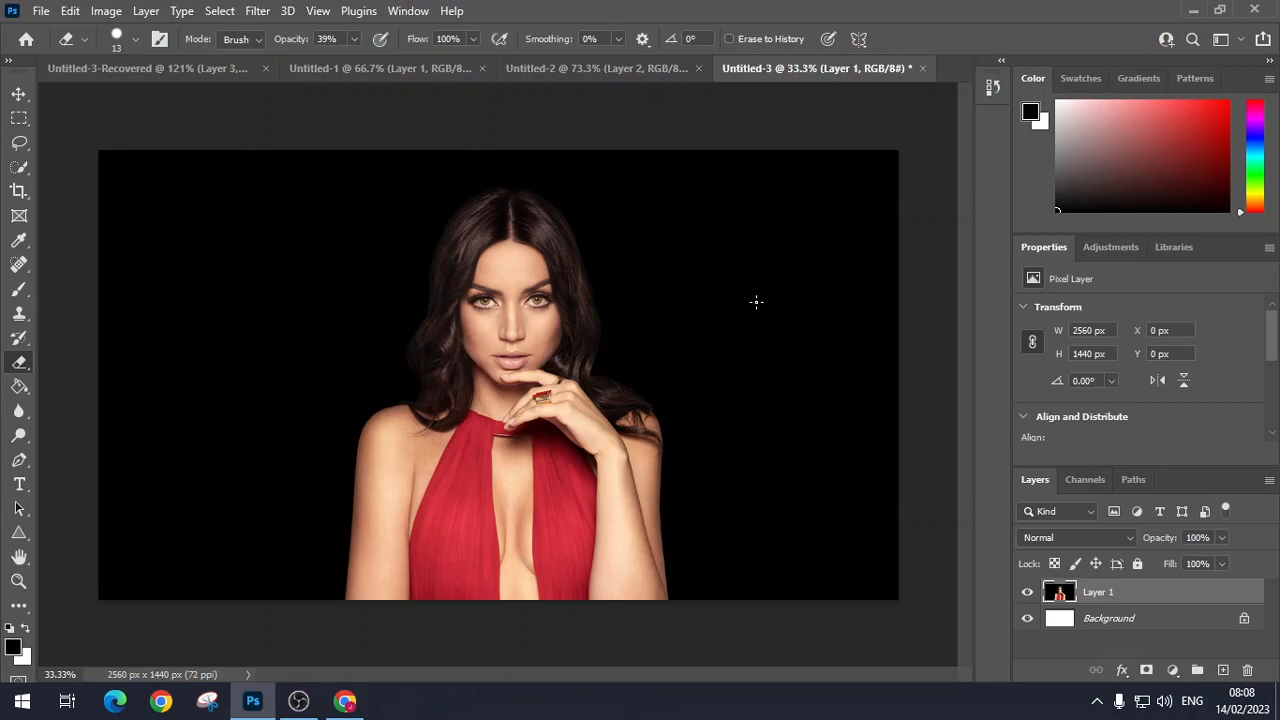 File Edit Image Layer Type Select Filter 3D View Plugins Window Help
13 Mode: Brush Opacity: 39% Flow: 100% Smoothing: 0% 0° Erase to History
Untitled-3-Recovered @ 121% (Layer 3,... Untitled-1 @ 66.7% (Layer 1, RGB/8... Untitled-2 @ 73.3% (Layer 2, RGB/8... Untitled-3 @ 33.3% (Layer 1, RGB/8#) *
Color Swatches Gradients Patterns
Properties Adjustments Libraries
Pixel Layer
Transform
W 2560 px X 0 px
H 1440 px Y 0 px
0.00°
Align and Distribute
Align:
Layers Channels Paths
Kind
Normal Opacity: 100%
Lock: Fill: 100%
Layer 1
Background
33.33% 2560 px x 1440 px (72 ppi)
Ps ENG 08:08
14/02/2023